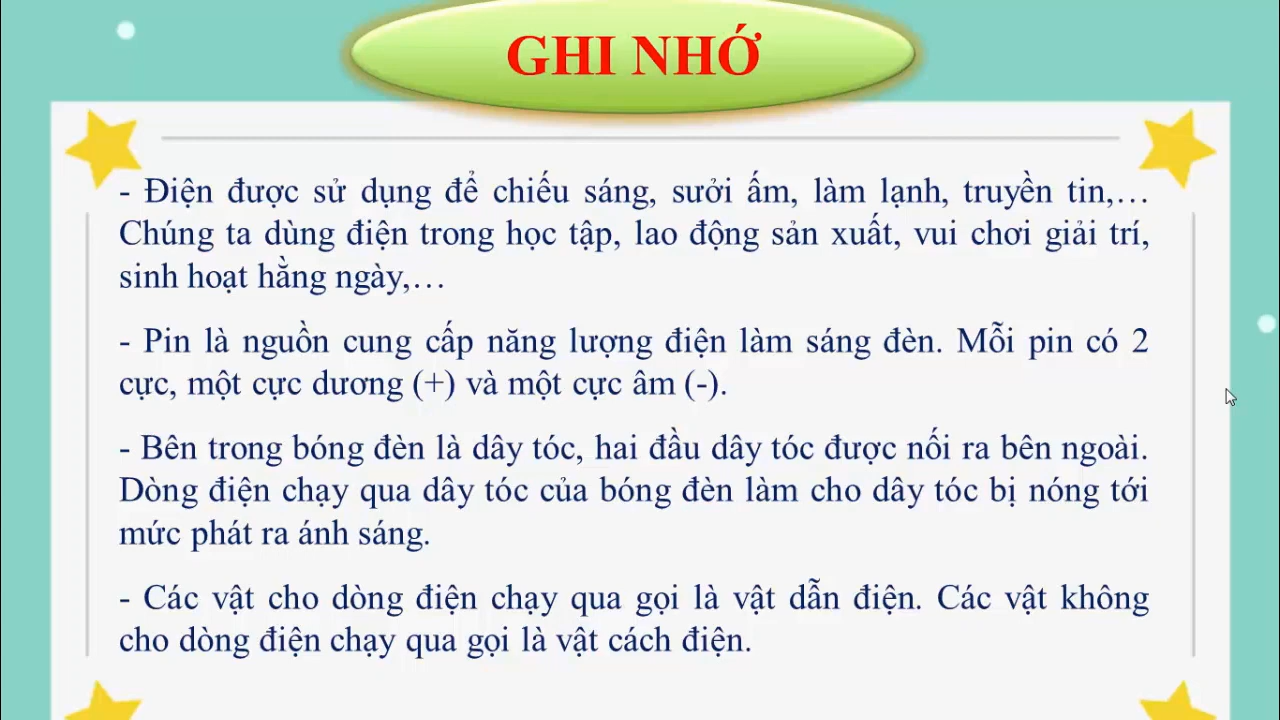 GHI NHỚ
- Điện được sử dụng để chiếu sáng, sưởi ấm, làm lạnh, truyền tin,…
Chúng ta dùng điện trong học tập, lao động sản xuất, vui chơi giải trí,
sinh hoạt hằng ngày,…
- Pin là nguồn cung cấp năng lượng điện làm sáng đèn. Mỗi pin có 2
cực, một cực dương (+) và một cực âm (-).
- Bên trong bóng đèn là dây tóc, hai đầu dây tóc được nối ra bên ngoài.
Dòng điện chạy qua dây tóc của bóng đèn làm cho dây tóc bị nóng tới
mức phát ra ánh sáng.
- Các vật cho dòng điện chạy qua gọi là vật dẫn điện. Các vật không
cho dòng điện chạy qua gọi là vật cách điện.